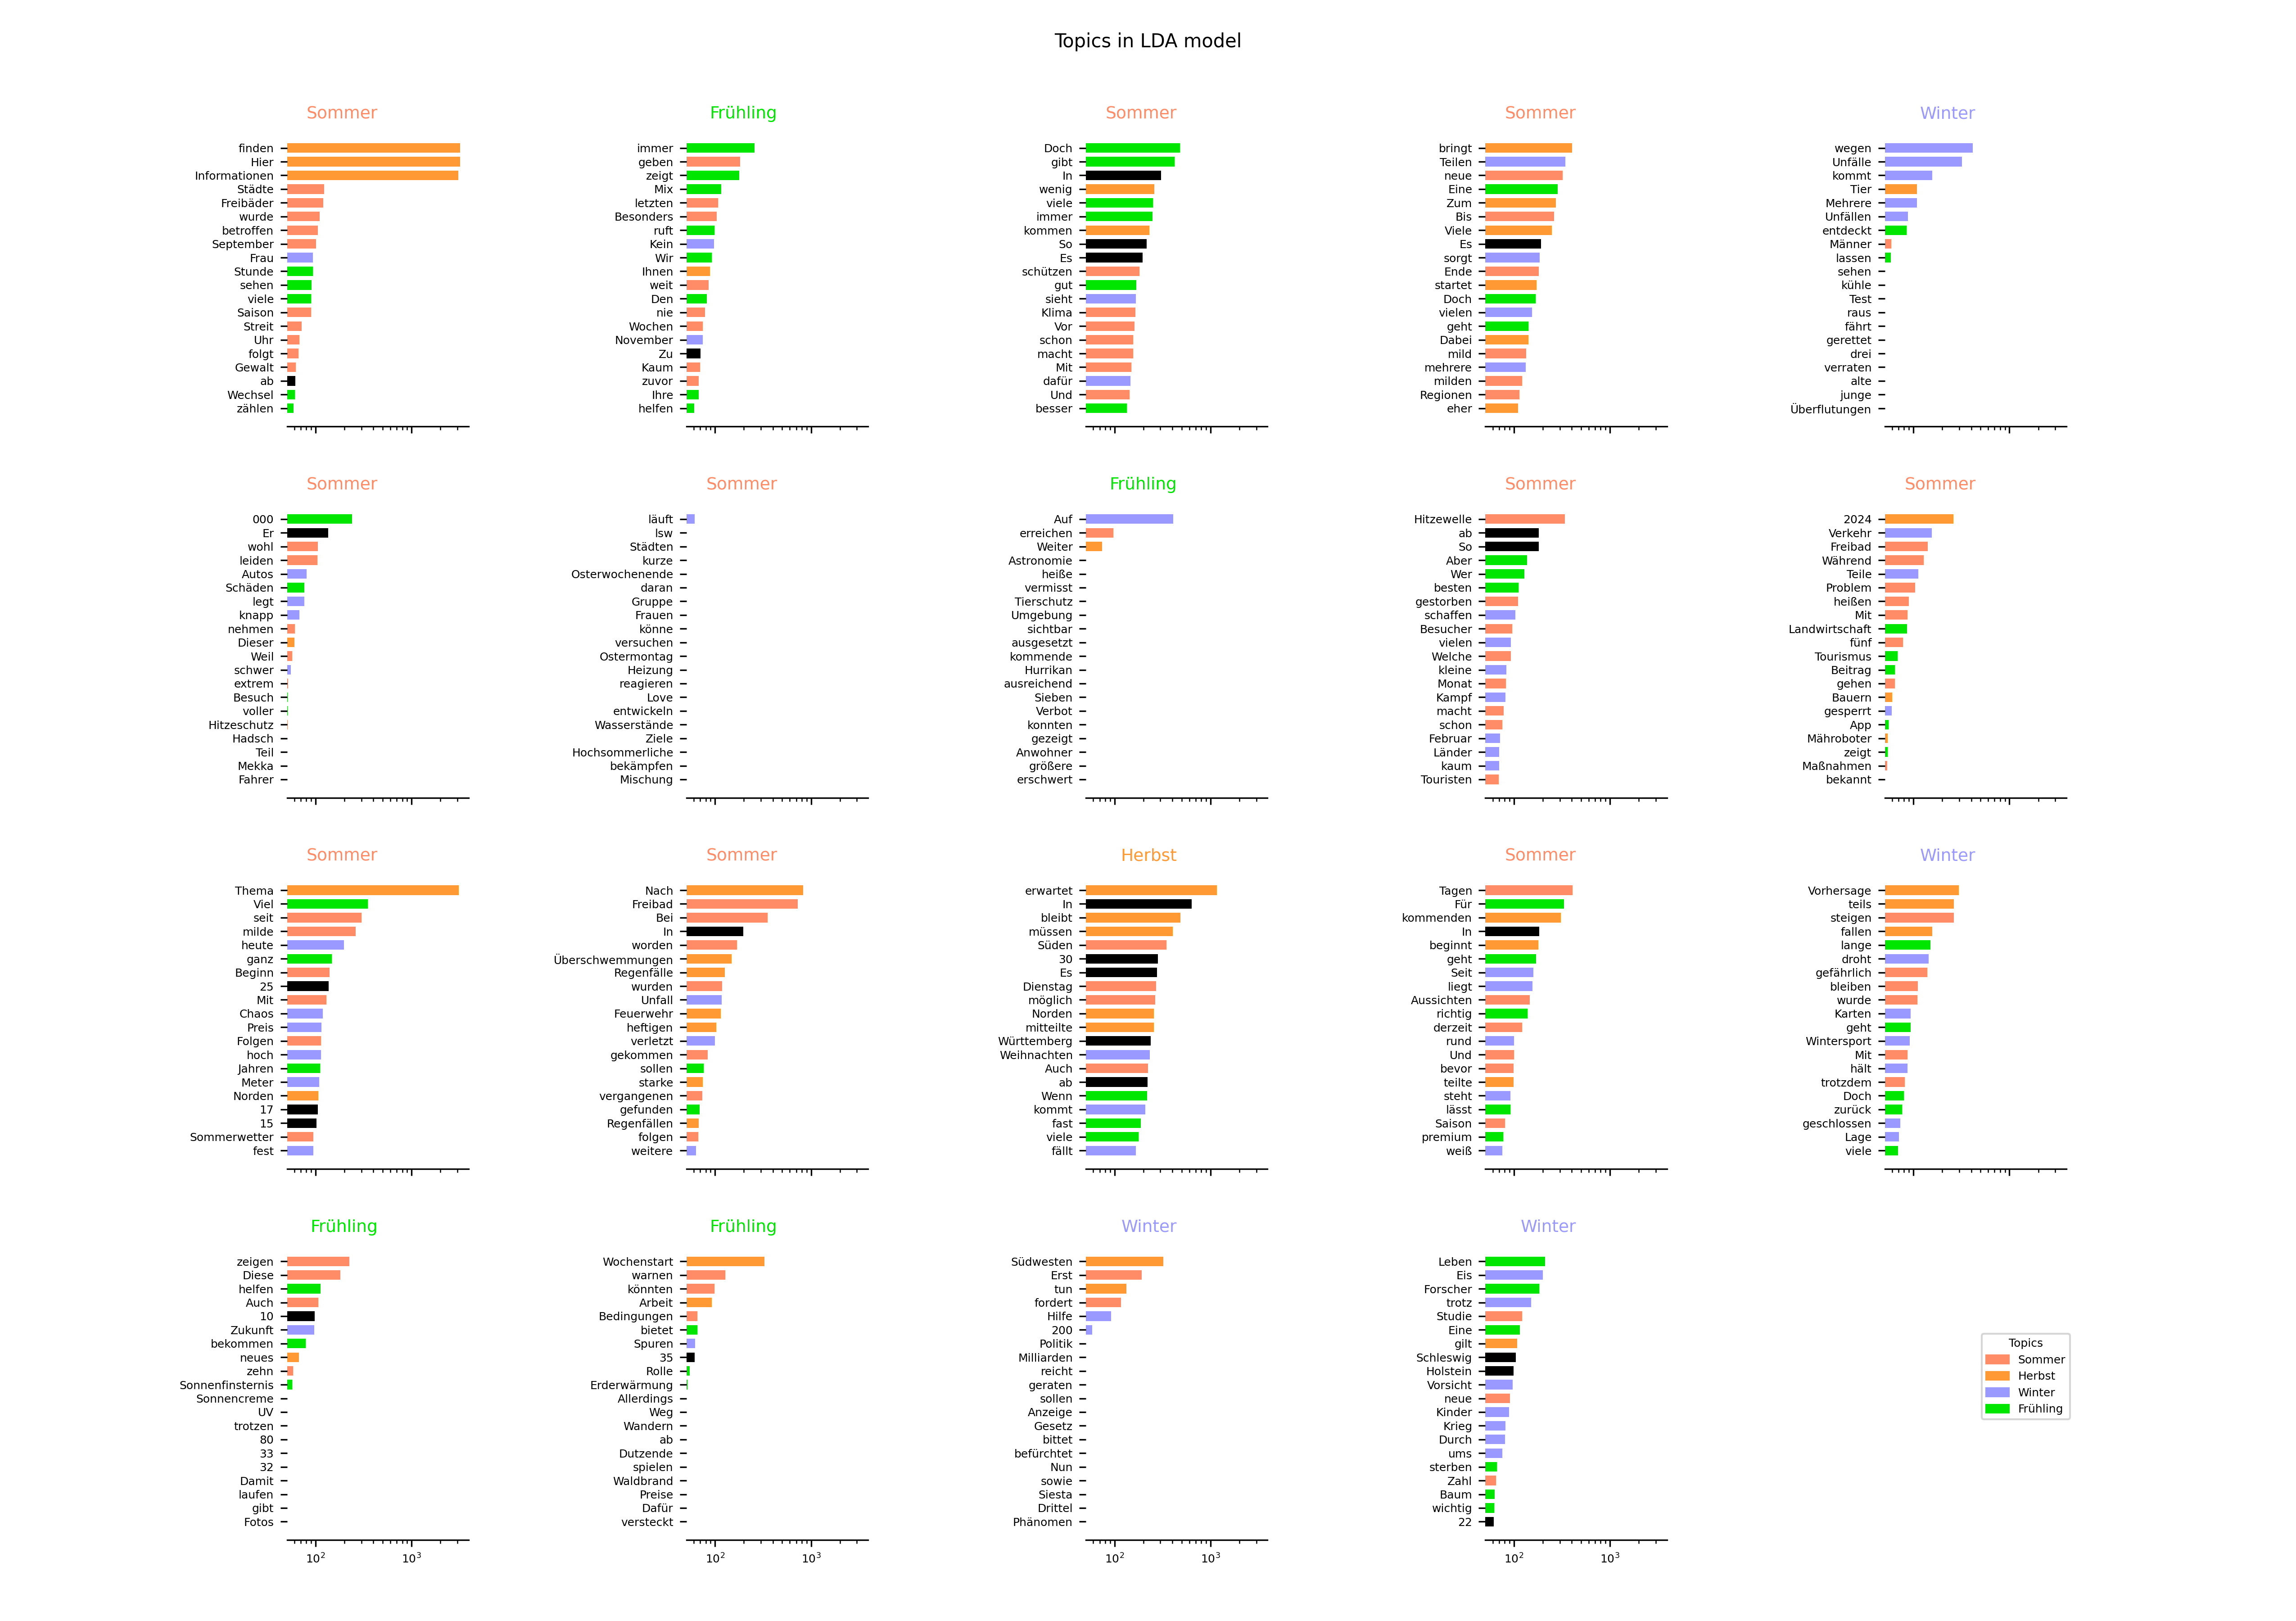 Topics in LDA model
Sommer
finden
Hier
Informationen
Städte
Freibäder
wurde
betroffen
September
Frau
Stunde
sehen
viele
Saison
Streit
Uhr
folgt
Gewalt
ab
Wechsel
zählen
Frühling
immer
geben
zeigt
Mix
letzten
Besonders
ruft
Kein
Wir
Ihnen
weit
Den
nie
Wochen
November
Zu
Kaum
zuvor
Ihre
helfen
Sommer
Doch
gibt
In
wenig
viele
immer
kommen
So
Es
schützen
gut
sieht
Klima
Vor
schon
macht
Mit
dafür
Und
besser
Sommer
bringt
Teilen
neue
Eine
Zum
Bis
Viele
Es
sorgt
Ende
startet
Doch
vielen
geht
Dabei
mild
mehrere
milden
Regionen
eher
Winter
wegen
Unfälle
kommt
Tier
Mehrere
Unfällen
entdeckt
Männer
lassen
sehen
kühle
Test
raus
fährt
gerettet
drei
verraten
alte
junge
Überflutungen
Sommer
000
Er
wohl
leiden
Autos
Schäden
legt
knapp
nehmen
Dieser
Weil
schwer
extrem
Besuch
voller
Hitzeschutz
Hadsch
Teil
Mekka
Fahrer
Sommer
läuft
lsw
Städten
kurze
Osterwochenende
daran
Gruppe
Frauen
könne
versuchen
Ostermontag
Heizung
reagieren
Love
entwickeln
Wasserstände
Ziele
Hochsommerliche
bekämpfen
Mischung
Frühling
Auf
erreichen
Weiter
Astronomie
heiße
vermisst
Tierschutz
Umgebung
sichtbar
ausgesetzt
kommende
Hurrikan
ausreichend
Sieben
Verbot
konnten
gezeigt
Anwohner
größere
erschwert
Sommer
Hitzewelle
ab
So
Aber
Wer
besten
gestorben
schaffen
Besucher
vielen
Welche
kleine
Monat
Kampf
macht
schon
Februar
Länder
kaum
Touristen
Sommer
2024
Verkehr
Freibad
Während
Teile
Problem
heißen
Mit
Landwirtschaft
fünf
Tourismus
Beitrag
gehen
Bauern
gesperrt
App
Mähroboter
zeigt
Maßnahmen
bekannt
Sommer
Thema
Viel
seit
milde
heute
ganz
Beginn
25
Mit
Chaos
Preis
Folgen
hoch
Jahren
Meter
Norden
17
15
Sommerwetter
fest
Sommer
Nach
Freibad
Bei
In
worden
Überschwemmungen
Regenfälle
wurden
Unfall
Feuerwehr
heftigen
verletzt
gekommen
sollen
starke
vergangenen
gefunden
Regenfällen
folgen
weitere
Herbst
erwartet
In
bleibt
müssen
Süden
30
Es
Dienstag
möglich
Norden
mitteilte
Württemberg
Weihnachten
Auch
ab
Wenn
kommt
fast
viele
fällt
Sommer
Tagen
Für
kommenden
In
beginnt
geht
Seit
liegt
Aussichten
richtig
derzeit
rund
Und
bevor
teilte
steht
lässt
Saison
premium
weiß
Winter
Vorhersage
teils
steigen
fallen
lange
droht
gefährlich
bleiben
wurde
Karten
geht
Wintersport
Mit
hält
trotzdem
Doch
zurück
geschlossen
Lage
viele
Frühling
zeigen
Diese
helfen
Auch
10
Zukunft
bekommen
neues
zehn
Sonnenfinsternis
Sonnencreme
UV
trotzen
80
33
32
Damit
laufen
gibt
Fotos
10² 10³
Frühling
Wochenstart
warnen
könnten
Arbeit
Bedingungen
bietet
Spuren
35
Rolle
Erderwärmung
Allerdings
Weg
Wandern
ab
Dutzende
spielen
Waldbrand
Preise
Dafür
versteckt
10² 10³
Winter
Südwesten
Erst
tun
fordert
Hilfe
200
Politik
Milliarden
reicht
geraten
sollen
Anzeige
Gesetz
bittet
befürchtet
Nun
sowie
Siesta
Drittel
Phänomen
10² 10³
Winter
Leben
Eis
Forscher
trotz
Studie
Eine
gilt
Schleswig
Holstein
Vorsicht
neue
Kinder
Krieg
Durch
ums
sterben
Zahl
Baum
wichtig
22
10² 10³
Topics
Sommer
Herbst
Winter
Frühling